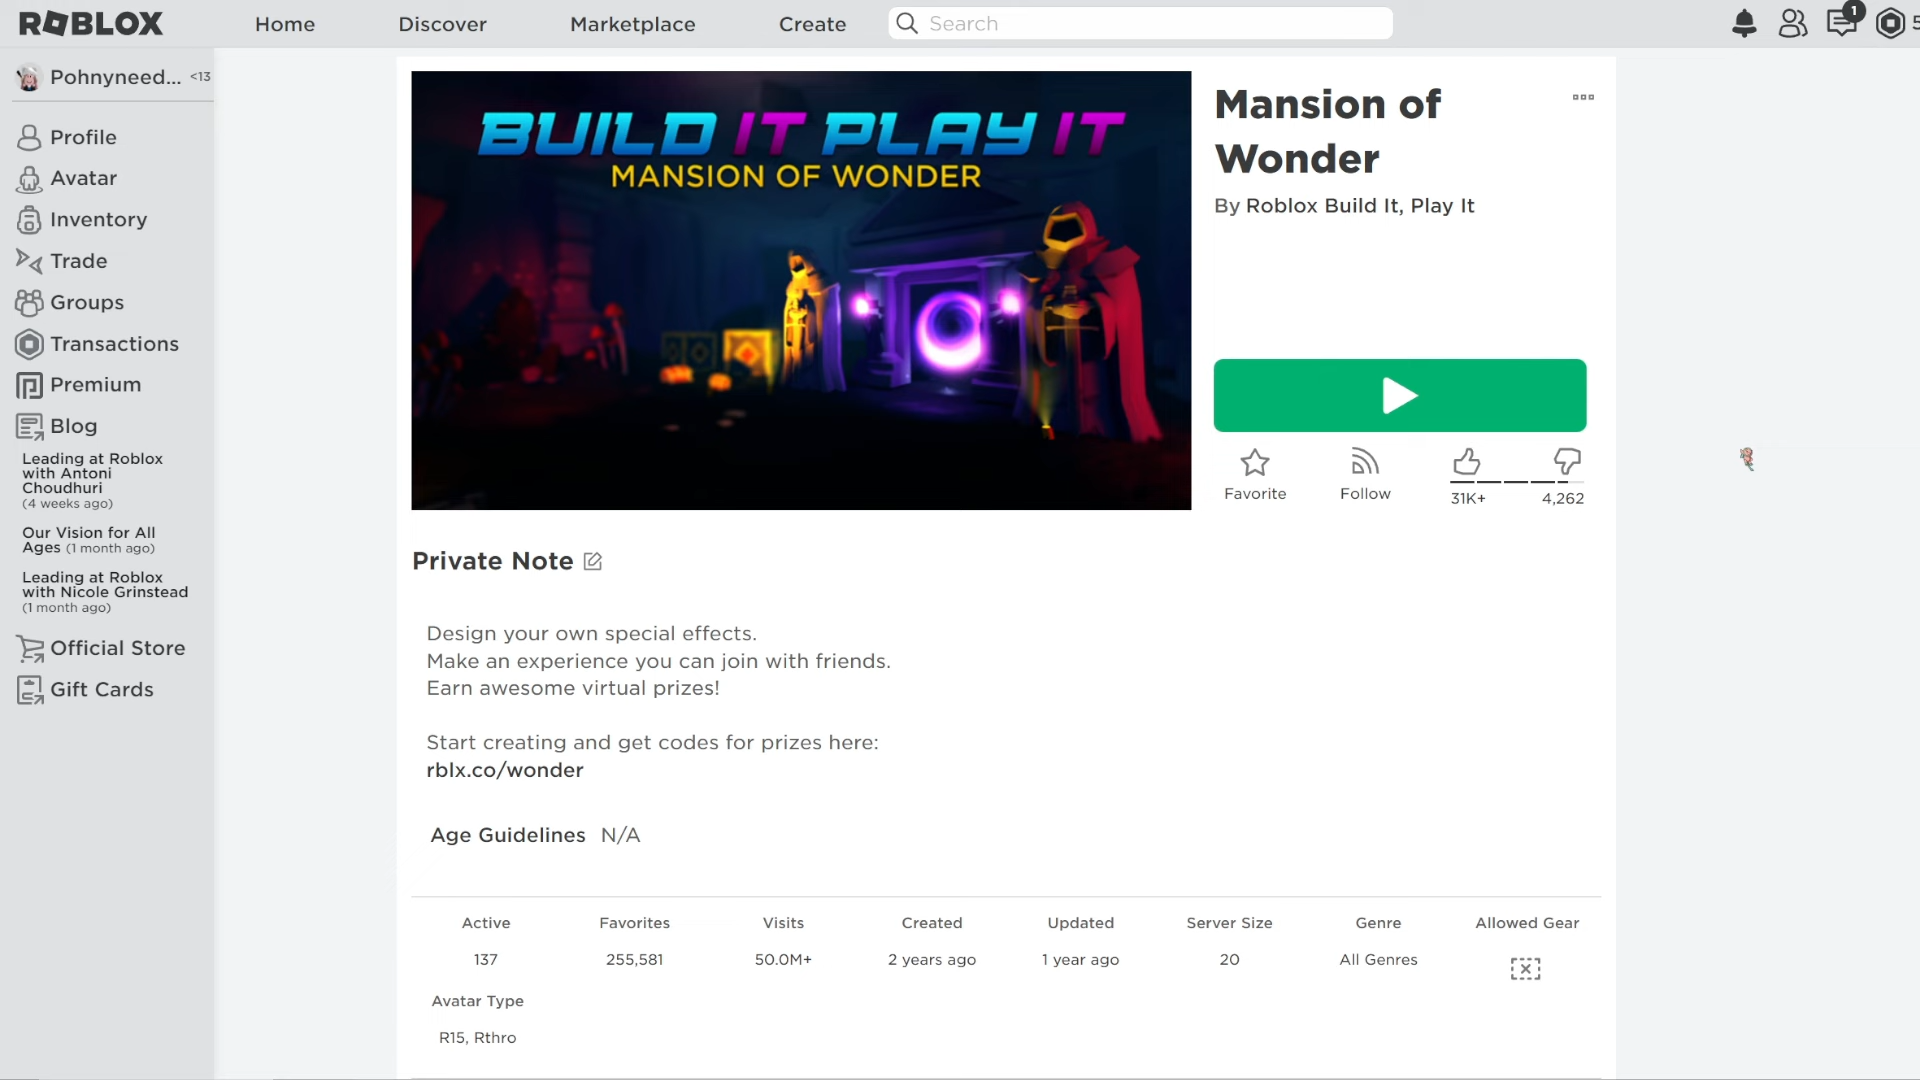 ROBLOX
Home
Discover
Marketplace
Create
Search
1
5
Pohnyneed... <13
Profile
Avatar
Inventory
Trade
Groups
Transactions
Premium
Blog
Leading at Roblox
with Antoni
Choudhuri
(4 weeks ago)
Our Vision for All
Ages (1 month ago)
Leading at Roblox
with Nicole Grinstead
(1 month ago)
Official Store
Gift Cards
BUILD IT PLAY IT
MANSION OF WONDER
Mansion of
Wonder
By Roblox Build It, Play It
Favorite
Follow
31K+
4,262
Private Note
Design your own special effects.
Make an experience you can join with friends.
Earn awesome virtual prizes!
Start creating and get codes for prizes here:
rblx.co/wonder
Age Guidelines N/A
Active Favorites Visits Created Updated Server Size Genre Allowed Gear
137 255,581 50.0M+ 2 years ago 1 year ago 20 All Genres
Avatar Type
R15, Rthro